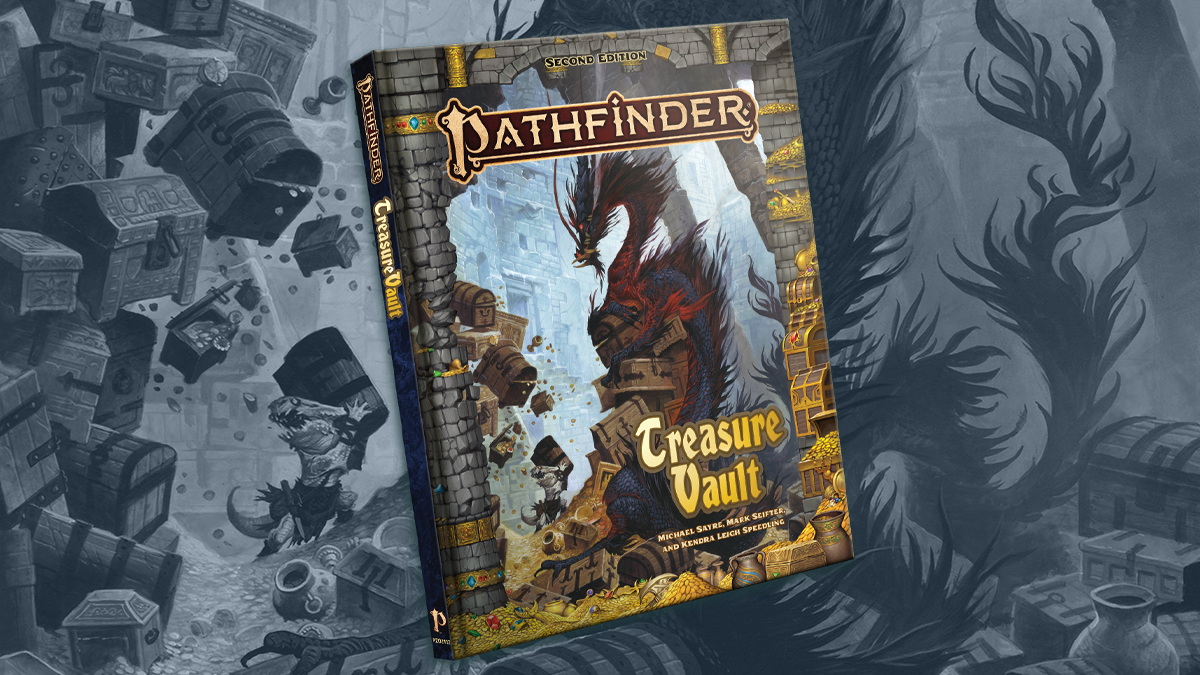 SECOND EDITION
PATHFINDER
Treasure
Vault
MICHAEL SAYRE, MARK SEIFTER,
AND KENDRA LEIGH SPEEDLING
PATHFINDER
Treasure Vault
P